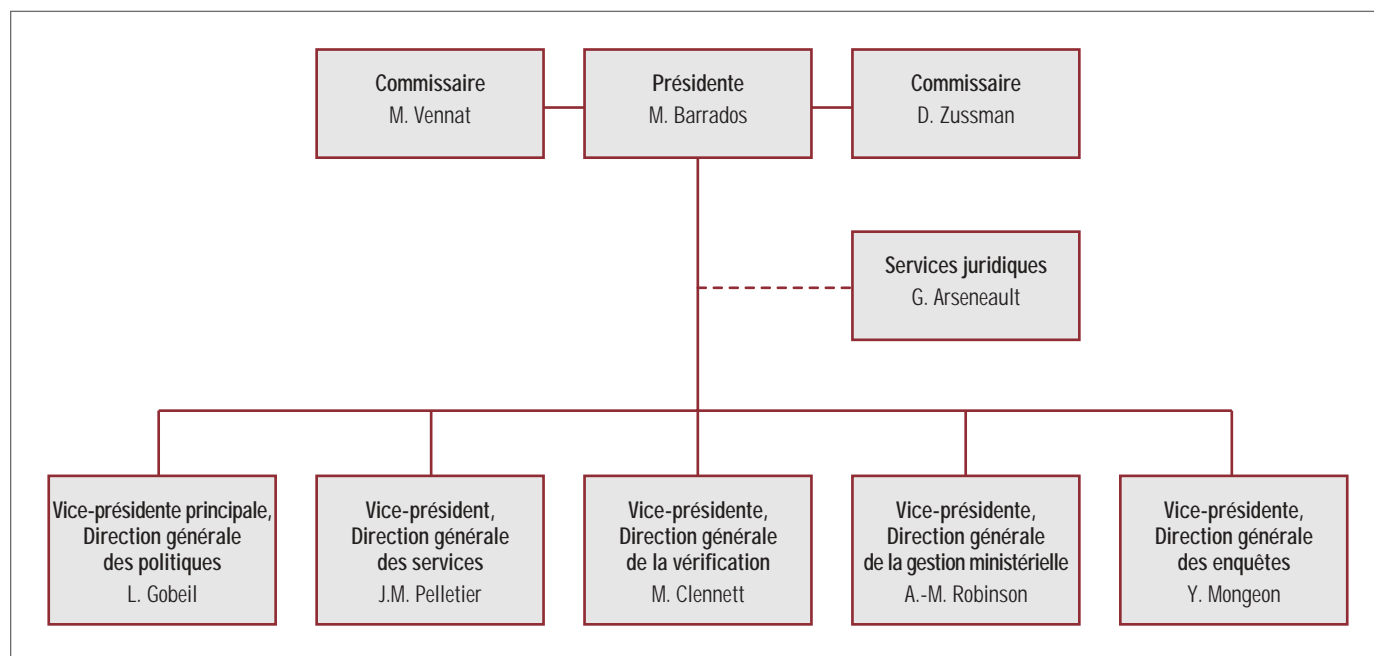 Commissaire
M. Vennat
Présidente
M. Barrados
Commissaire
D. Zussman
Services juridiques
G. Arseneault
Vice-présidente principale,
Direction générale
des politiques
L. Gobeil
Vice-président,
Direction générale
des services
J.M. Pelletier
Vice-présidente,
Direction générale
de la vérification
M. Clennett
Vice-présidente,
Direction générale
de la gestion ministérielle
A.-M. Robinson
Vice-présidente,
Direction générale
des enquêtes
Y. Mongeon